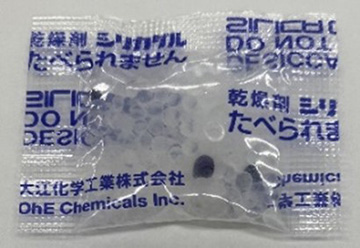 乾燥剤 シリカゲル
たべられません
SILICA G
DO NOT
DESICCA
SILIC
DO NO
DESIC
乾燥剤 シリ
たべられま
大江化学工業株式会社
OhE Chemicals Inc.